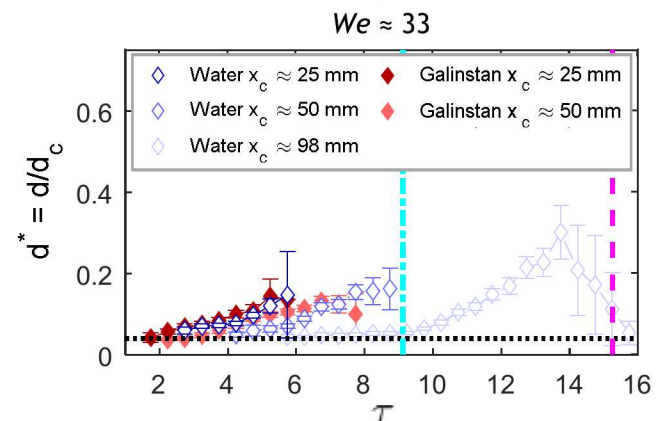 We ≈ 33
Water x_c ≈ 25 mm
Water x_c ≈ 50 mm
Water x_c ≈ 98 mm
Galinstan x_c ≈ 25 mm
Galinstan x_c ≈ 50 mm
d* = d/d_c
0.6
0.4
0.2
0
2 4 6 8 10 12 14 16
τ